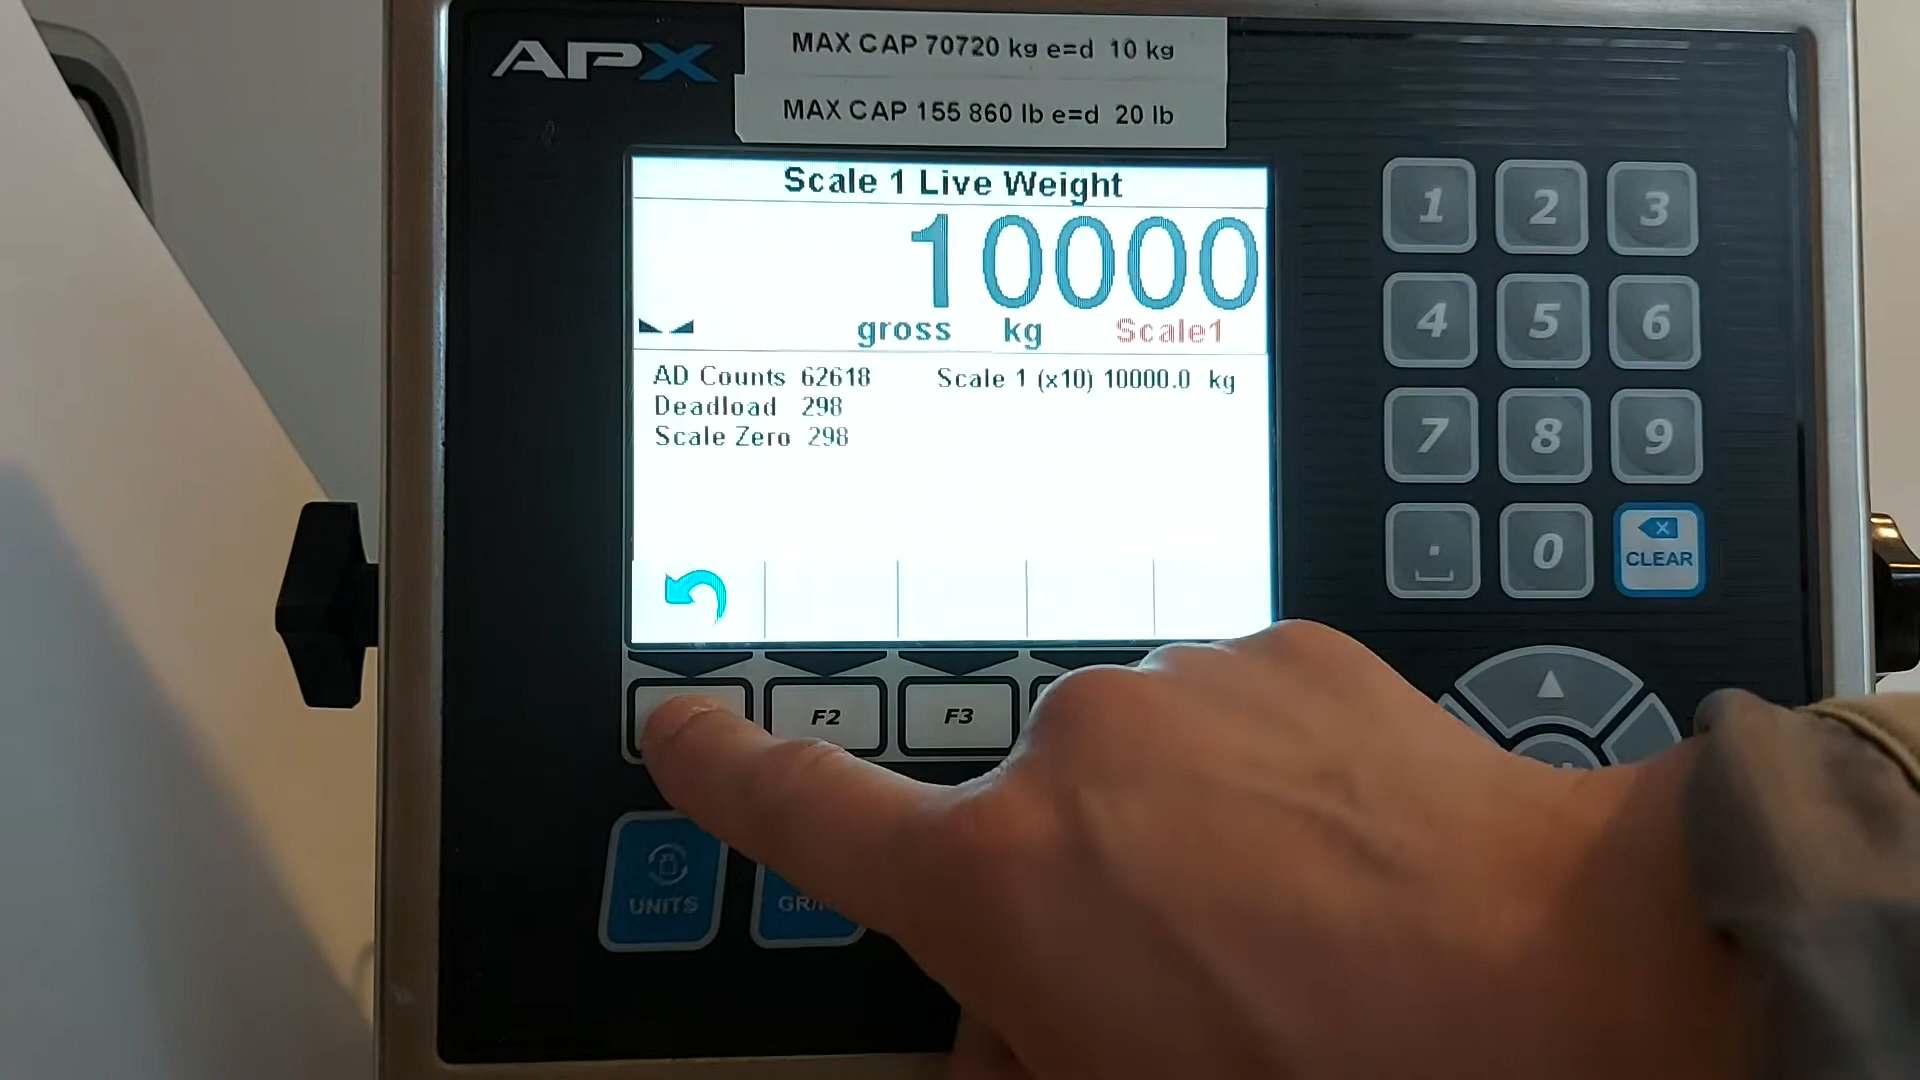 APX
MAX CAP 70720 kg e=d 10 kg
MAX CAP 155 860 lb e=d 20 lb
Scale 1 Live Weight
10000
gross kg Scale1
AD Counts 62618 Scale 1 (x10) 10000.0 kg
Deadload 298
Scale Zero 298
1 2 3
4 5 6
7 8 9
. 0 CLEAR
F2 F3
UNITS